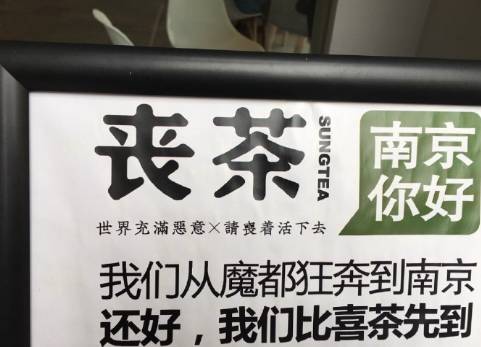 丧茶
SUNGTEA
南京
你好
世界充滿惡意×請喪着活下去
我们从魔都狂奔到南京
还好，我们比喜茶先到